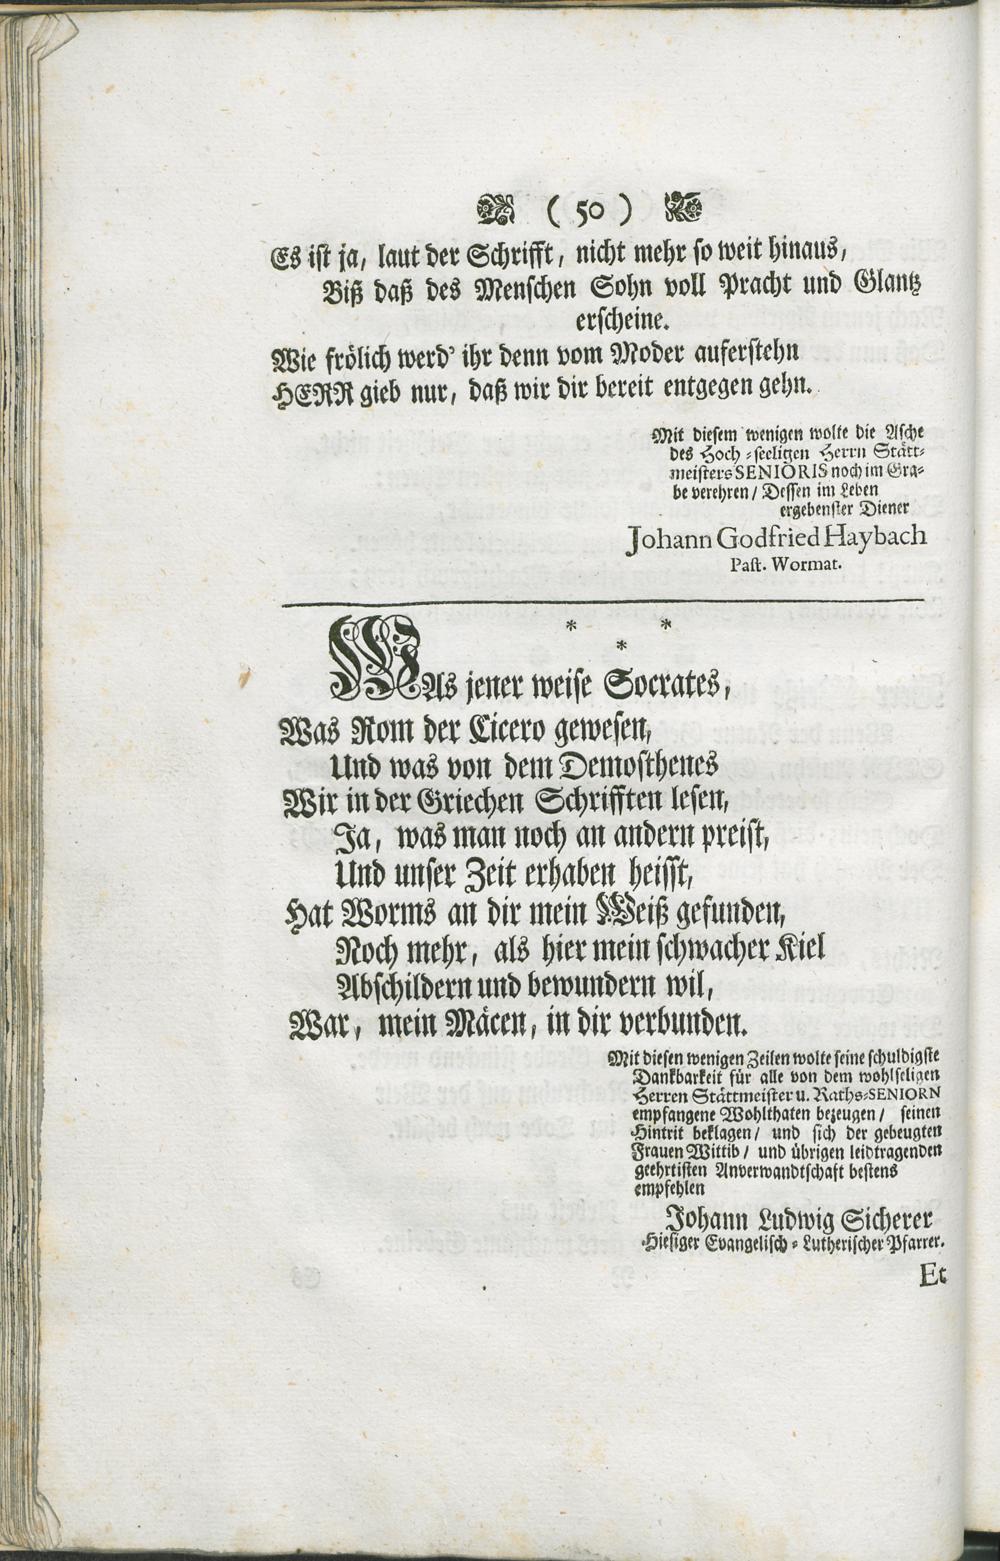 ( 50 )
Es ist ja, laut der Schrifft, nicht mehr so weit hinaus,
Biß daß des Menschen Sohn voll Pracht und Glantz
erscheine.
Wie frölich werd' ihr denn vom Moder auferstehn
HERR gieb nur, daß wir dir bereit entgegen gehn.
Mit diesem wenigen wolte die Asche
des Hoch-seeligen Herrn Stätt-
meisters SENIORIS noch im Gra-
be verehren/ Dessen im Leben
ergebenster Diener
Johann Godfried Haybach
Past. Wormat.
* *
*
WAs jener weise Socrates,
Was Rom der Cicero gewesen,
Und was von dem Demosthenes
Wir in der Griechen Schrifften lesen,
Ja, was man noch an andern preist,
Und unser Zeit erhaben heisst,
Hat Worms an dir mein Weiß gefunden,
Noch mehr, als hier mein schwacher Kiel
Abschildern und bewundern wil,
War, mein Mäcen, in dir verbunden.
Mit diesen wenigen Zeilen wolte seine schuldigste
Danckbarkeit für alle von dem wohlseligen
Herren Stättmeister u. Raths-SENIORN
empfangene Wohlthaten bezeugen/ seinen
Hintrit beklagen/ und sich der gebeugten
Frauen Wittib/ und übrigen leidtragenden
geehrtisten Anverwandtschaft bestens
empfehlen
Johann Ludwig Sicherer
Hiesiger Evangelisch-Lutherischer Pfarrer.
Et